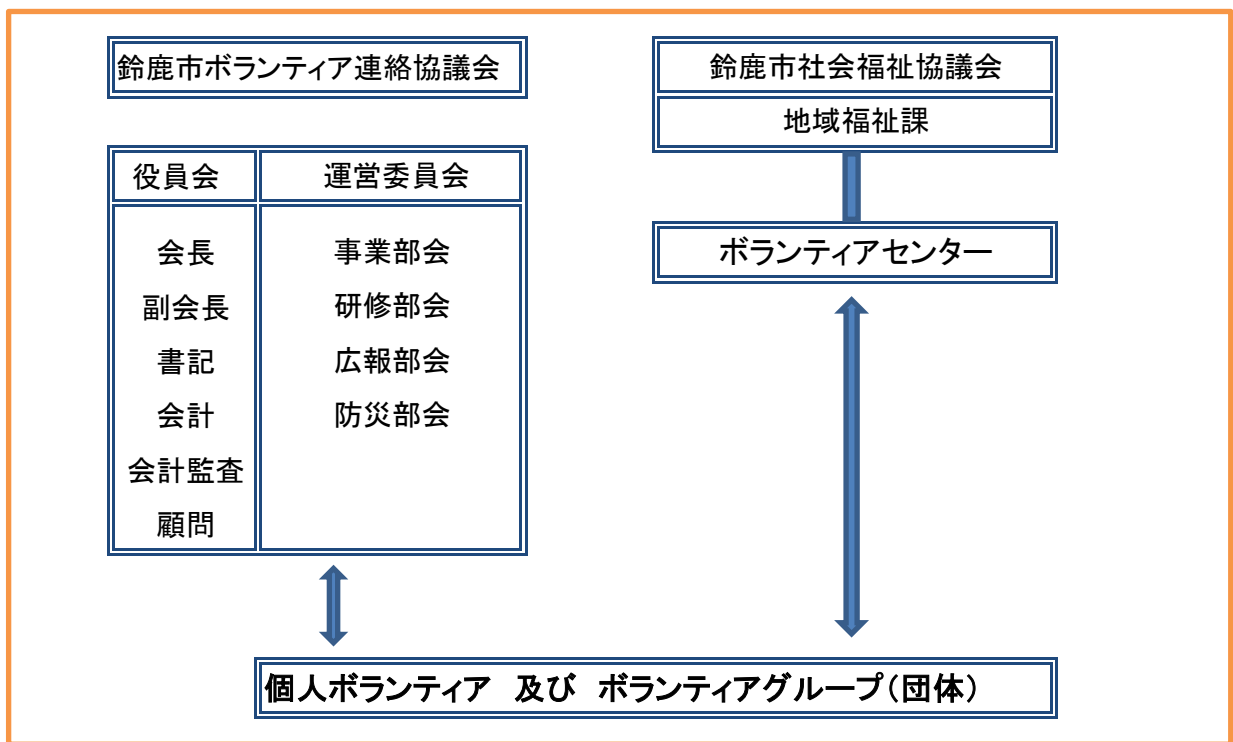 鈴鹿市ボランティア連絡協議会
役員会
運営委員会
会長
副会長
書記
会計
会計監査
顧問
事業部会
研修部会
広報部会
防災部会
鈴鹿市社会福祉協議会
地域福祉課
ボランティアセンター
個人ボランティア 及び ボランティアグループ（団体）